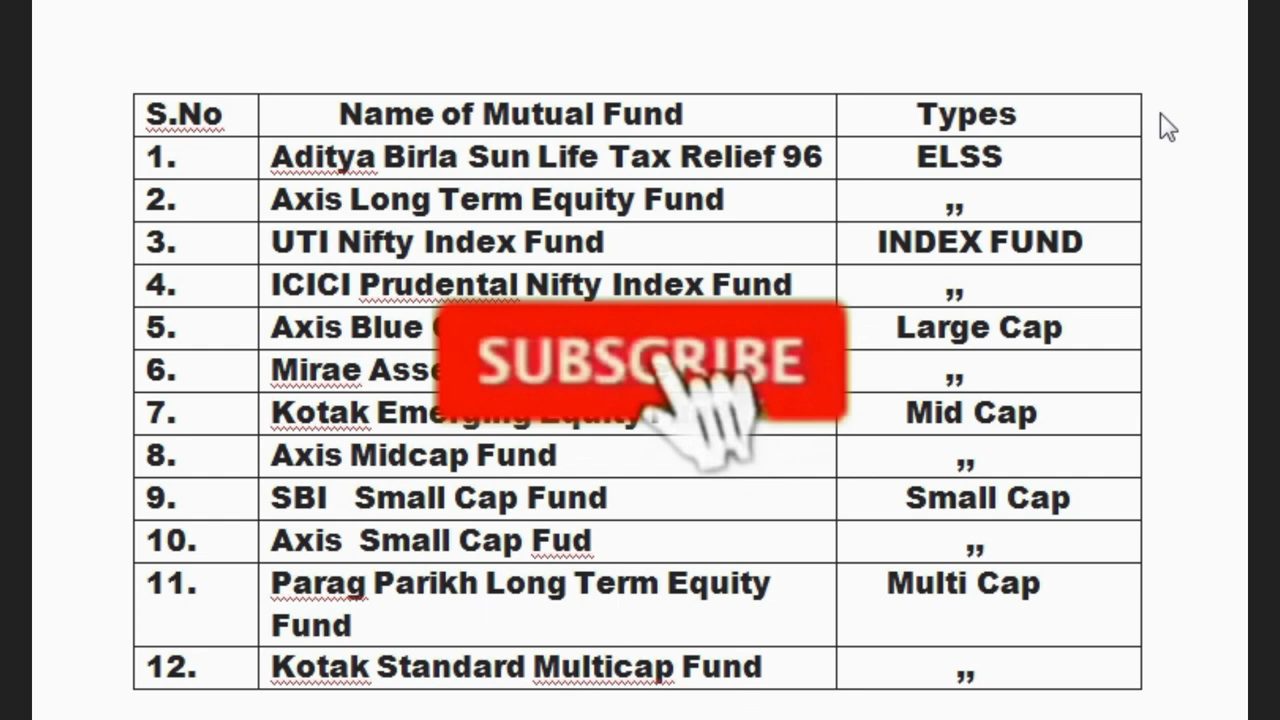 S.No Name of Mutual Fund Types
1. Aditya Birla Sun Life Tax Relief 96 ELSS
2. Axis Long Term Equity Fund ,,
3. UTI Nifty Index Fund INDEX FUND
4. ICICI Prudental Nifty Index Fund ,,
5. Axis Blue Large Cap
6. Mirae ,,
SUBSCRIBE
7. Kotak Emerging Equity Mid Cap
8. Axis Midcap Fund ,,
9. SBI Small Cap Fund Small Cap
10. Axis Small Cap Fud ,,
11. Parag Parikh Long Term Equity Multi Cap
Fund
12. Kotak Standard Multicap Fund ,,